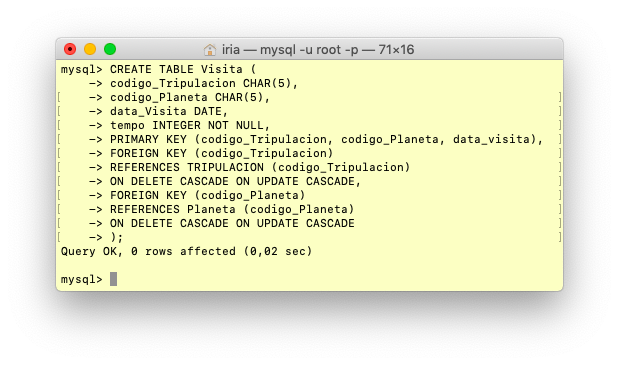 iria — mysql -u root -p — 71×16
mysql> CREATE TABLE Visita (
    -> codigo_Tripulacion CHAR(5),
[    -> codigo_Planeta CHAR(5), ]
    -> data_Visita DATE,
[    -> tempo INTEGER NOT NULL, ]
[    -> PRIMARY KEY (codigo_Tripulacion, codigo_Planeta, data_visita), ]
[    -> FOREIGN KEY (codigo_Tripulacion) ]
[    -> REFERENCES TRIPULACION (codigo_Tripulacion) ]
[    -> ON DELETE CASCADE ON UPDATE CASCADE, ]
[    -> FOREIGN KEY (codigo_Planeta) ]
[    -> REFERENCES Planeta (codigo_Planeta) ]
[    -> ON DELETE CASCADE ON UPDATE CASCADE ]
[    -> ); ]
Query OK, 0 rows affected (0,02 sec)
mysql>